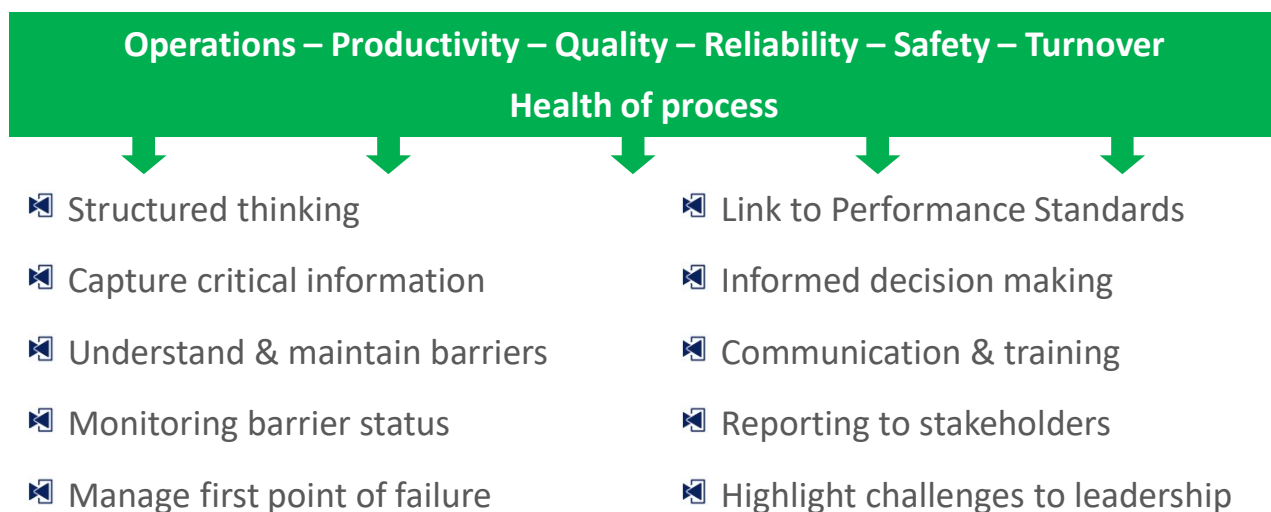 Operations – Productivity – Quality – Reliability – Safety – Turnover
Health of process
Structured thinking
Capture critical information
Understand & maintain barriers
Monitoring barrier status
Manage first point of failure
Link to Performance Standards
Informed decision making
Communication & training
Reporting to stakeholders
Highlight challenges to leadership